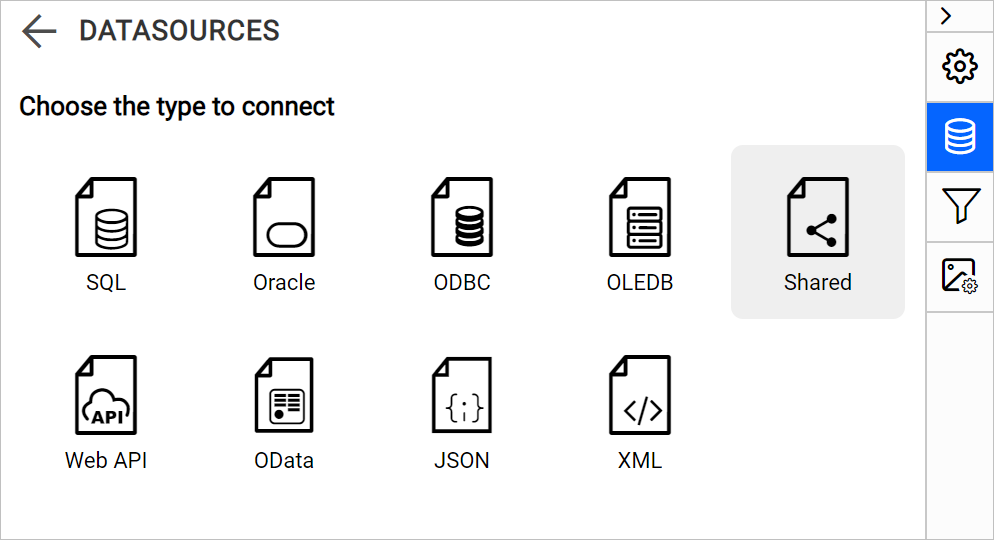 DATASOURCES
Choose the type to connect
SQL
Oracle
ODBC
OLEDB
Shared
API
Web API
OData
JSON
XML